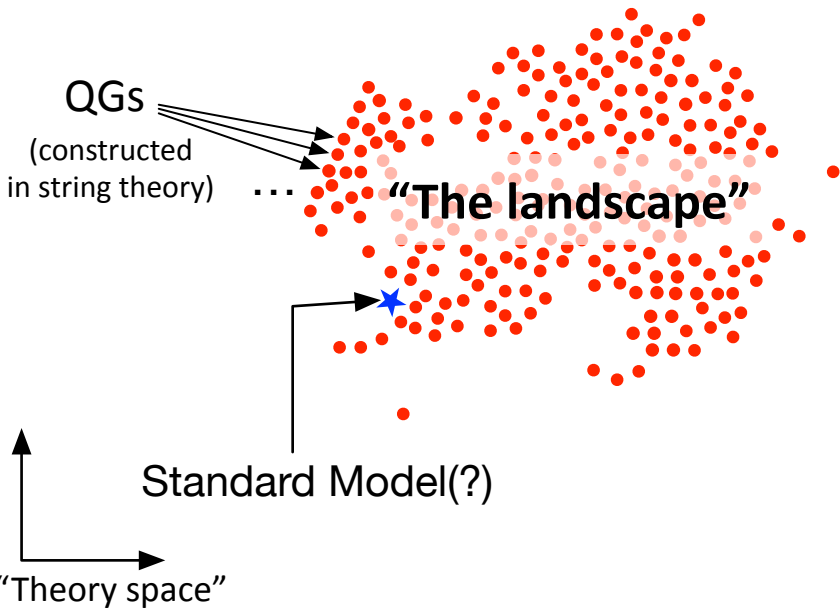 QGs
(constructed
in string theory)
...
“The landscape”
Standard Model(?)
“Theory space”